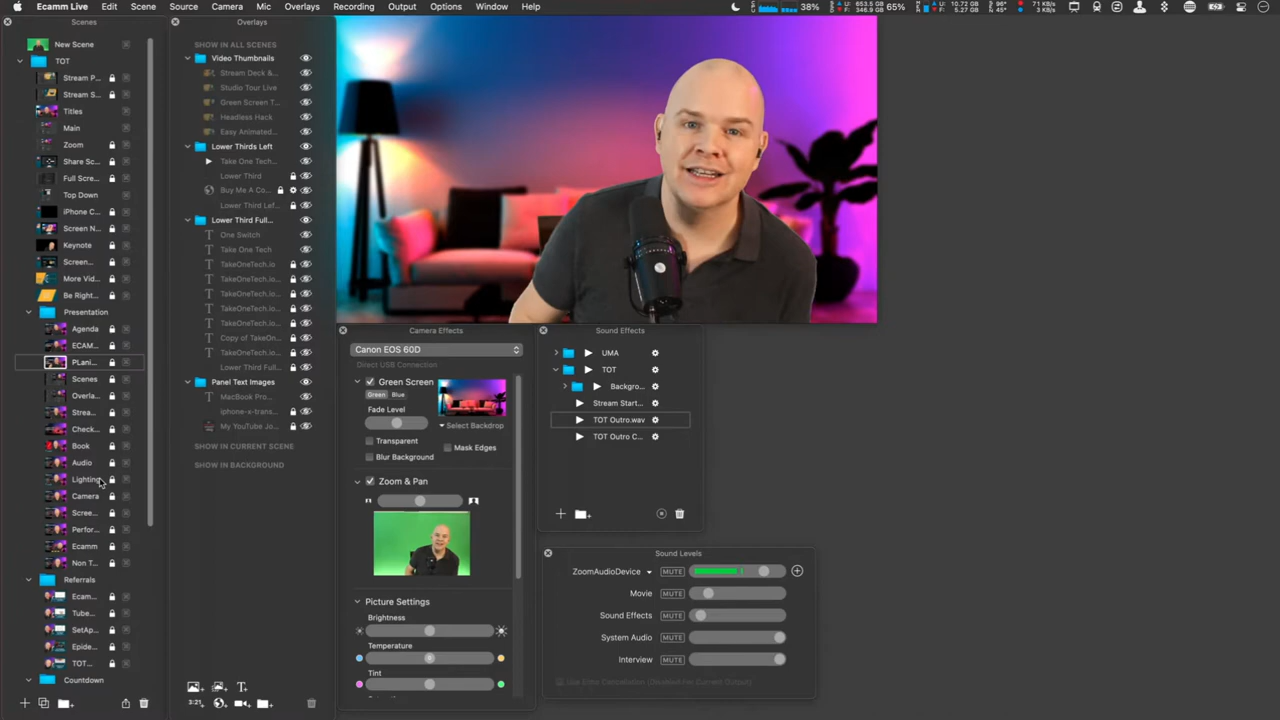 Ecamm Live Edit Scene Source Camera Mic Overlays Recording Output Options Window Help
38% 65% 96°
Scenes
New Scene
TOT
Stream P...
Stream S...
Titles
Main
Zoom
Share Sc...
Full Scre...
Top Down
iPhone C...
Screen N...
Keynote
Screen...
More Vid...
Be Right...
Presentation
Agenda
ECAM...
PLani...
Scenes
Overla...
Strea...
Check...
Book
Audio
Lighting
Camera
Scree...
Perfor...
Ecamm
Non T...
Referrals
Ecam...
Tube...
SetAp...
Epide...
TOT...
Countdown
Overlays
SHOW IN ALL SCENES
Video Thumbnails
Stream Deck &...
Studio Tour Live
Green Screen T...
Headless Hack
Easy Animated...
Lower Thirds Left
Take One Tech...
Lower Third
Buy Me A Co...
Lower Third Lef...
Lower Third Full...
One Switch
Take One Tech
TakeOneTech.io
TakeOneTech.io...
TakeOneTech.io...
TakeOneTech.io...
TakeOneTech.io...
Copy of TakeOn...
TakeOneTech.io...
Lower Third Full...
Panel Text Images
MacBook Pro...
iphone-x-trans...
My YouTube Jo...
SHOW IN CURRENT SCENE
SHOW IN BACKGROUND
3:21
Camera Effects
Canon EOS 60D
Direct USB Connection
Green Screen
Green Blue
Fade Level
Select Backdrop
Transparent
Mask Edges
Blur Background
Zoom & Pan
Picture Settings
Brightness
Temperature
Tint
Sound Effects
UMA
TOT
Backgro...
Stream Start...
TOT Outro.wav
TOT Outro C...
Sound Levels
ZoomAudioDevice MUTE
Movie MUTE
Sound Effects MUTE
System Audio MUTE
Interview MUTE
Use Echo Cancellation (Disabled for Current Output)